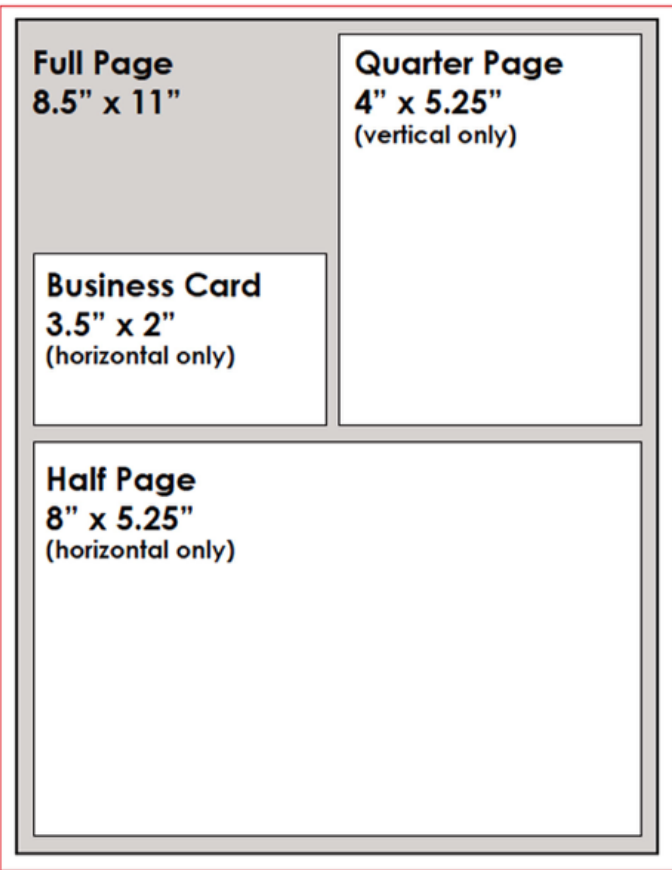 Full Page
8.5” x 11”
Quarter Page
4” x 5.25”
(vertical only)
Business Card
3.5” x 2”
(horizontal only)
Half Page
8” x 5.25”
(horizontal only)